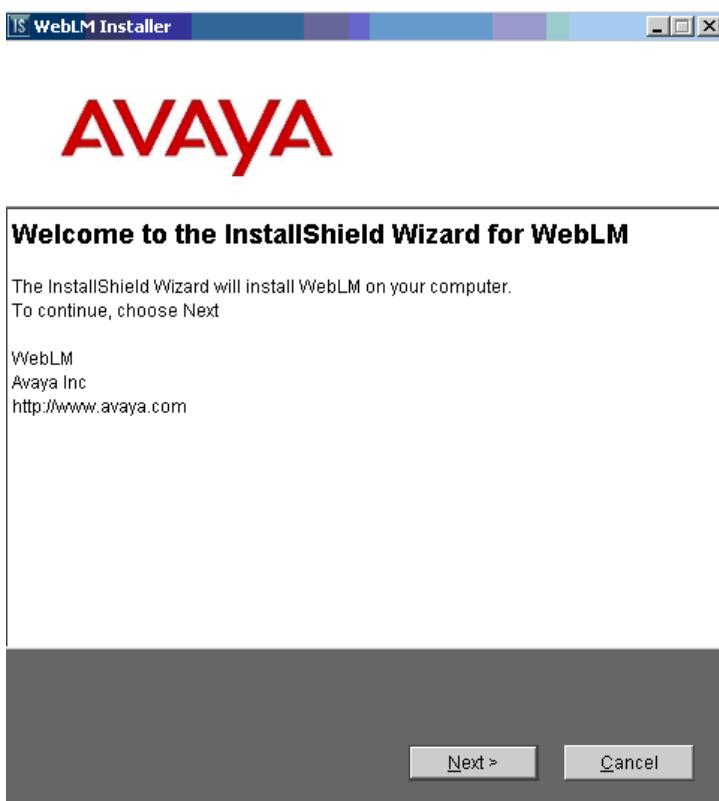 WebLM Installer
AVAYA
Welcome to the InstallShield Wizard for WebLM
The InstallShield Wizard will install WebLM on your computer.
To continue, choose Next
WebLM
Avaya Inc
http://www.avaya.com
Next >
Cancel